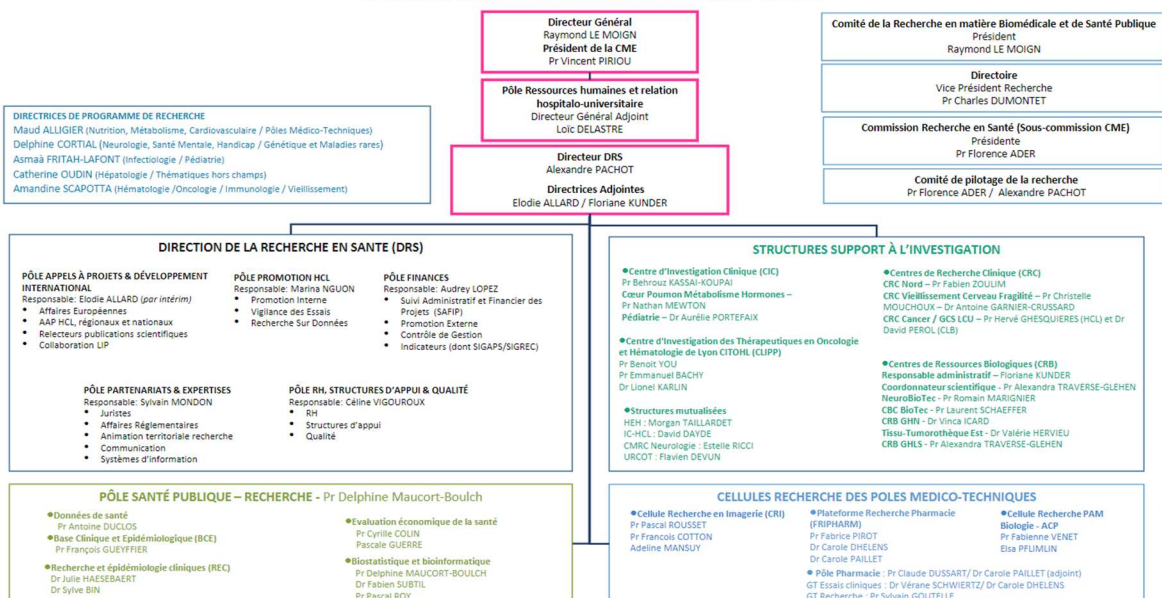 Directeur Général
Raymond LE MOIGN
Président de la CME
Pr Vincent PIRIOU
Pôle Ressources humaines et relation
hospitalo-universitaire
Directeur Général Adjoint
Loïc DELASTRE
Directeur DRS
Alexandre PACHOT
Directrices Adjointes
Elodie ALLARD / Floriane KUNDER
Comité de la Recherche en matière Biomédicale et de Santé Publique
Président
Raymond LE MOIGN
Directoire
Vice Président Recherche
Pr Charles DUMONTET
Commission Recherche en Santé (Sous-commission CME)
Présidente
Pr Florence ADER
Comité de pilotage de la recherche
Pr Florence ADER / Alexandre PACHOT
DIRECTRICES DE PROGRAMME DE RECHERCHE
Maud ALLIGIER (Nutrition, Métabolisme, Cardiovasculaire / Pôles Médico-Techniques)
Delphine CORTIAL (Neurologie, Santé Mentale, Handicap / Génétique et Maladies rares)
Asmaà FRITAH-LAFONT (Infectiologie / Pédiatrie)
Catherine OUDIN (Hépatologie / Thématiques hors champs)
Amandine SCAPOTTA (Hématologie /Oncologie / Immunologie / Vieillissement)
DIRECTION DE LA RECHERCHE EN SANTE (DRS)
PÔLE APPELS À PROJETS & DÉVELOPPEMENT
INTERNATIONAL
Responsable: Elodie ALLARD (par intérim)
• Affaires Européennes
• AAP HCL, régionaux et nationaux
• Relecteurs publications scientifiques
• Collaboration LIP
PÔLE PROMOTION HCL
Responsable: Marina NGUON
• Promotion Interne
• Vigilance des Essais
• Recherche Sur Données
PÔLE FINANCES
Responsable: Audrey LOPEZ
• Suivi Administratif et Financier des
Projets (SAFIP)
• Promotion Externe
• Contrôle de Gestion
• Indicateurs (dont SIGAPS/SIGREC)
PÔLE PARTENARIATS & EXPERTISES
Responsable: Sylvain MONDON
• Juristes
• Affaires Réglementaires
• Animation territoriale recherche
• Communication
• Systèmes d'information
PÔLE RH, STRUCTURES D'APPUI & QUALITÉ
Responsable: Céline VIGOUROUX
• RH
• Structures d'appui
• Qualité
STRUCTURES SUPPORT À L'INVESTIGATION
●Centre d'Investigation Clinique (CIC)
Pr Behrouz KASSAI-KOUPAI
Cœur Poumon Métabolisme Hormones –
Pr Nathan MEWTON
Pédiatrie – Dr Aurélie PORTEFAIX
●Centre d'Investigation des Thérapeutiques en Oncologie
et Hématologie de Lyon CITOHL (CLIPP)
Pr Benoit YOU
Pr Emmanuel BACHY
Dr Lionel KARLIN
●Structures mutualisées
HEH : Morgan TAILLARDET
IC-HCL : David DAYDE
CMRC Neurologie : Estelle RICCI
URCOT : Flavien DEVUN
●Centres de Recherche Clinique (CRC)
CRC Nord – Pr Fabien ZOULIM
CRC Vieillissement Cerveau Fragilité – Pr Christelle
MOUCHOUX – Dr Antoine GARNIER-CRUSSARD
CRC Cancer / GCS LCU – Pr Hervé GHESQUIERES (HCL) et Dr
David PEROL (CLB)
●Centres de Ressources Biologiques (CRB)
Responsable administratif – Floriane KUNDER
Coordonnateur scientifique - Pr Alexandra TRAVERSE-GLEHEN
NeuroBioTec - Pr Romain MARIGNIER
CBC BioTec - Pr Laurent SCHAEFFER
CRB GHN - Dr Vinca ICARD
Tissu-Tumorothèque Est - Dr Valérie HERVIEU
CRB GHLS - Pr Alexandra TRAVERSE-GLEHEN
PÔLE SANTÉ PUBLIQUE – RECHERCHE - Pr Delphine Maucort-Boulch
●Données de santé
Pr Antoine DUCLOS
●Base Clinique et Epidémiologique (BCE)
Pr François GUEYFFIER
●Recherche et épidémiologie cliniques (REC)
Dr Julie HAESEBAERT
Dr Sylve BIN
●Evaluation économique de la santé
Pr Cyrille COLIN
Pascale GUERRE
●Biostatistique et bioinformatique
Pr Delphine MAUCORT-BOULCH
Dr Fabien SUBTIL
Pr Pascal ROY
CELLULES RECHERCHE DES POLES MEDICO-TECHNIQUES
●Cellule Recherche en Imagerie (CRI)
Pr Pascal ROUSSET
Pr Francois COTTON
Adeline MANSUY
●Plateforme Recherche Pharmacie
(FRIPHARM)
Pr Fabrice PIROT
Dr Carole DHELENS
Dr Carole PAILLET
●Cellule Recherche PAM
Biologie - ACP
Pr Fabienne VENET
Elsa PFLIMLIN
● Pôle Pharmacie : Pr Claude DUSSART/ Dr Carole PAILLET (adjoint)
GT Essais cliniques : Dr Vérane SCHWIERTZ/ Dr Carole DHELENS
GT Recherche : Pr Sylvain GOUTELLE